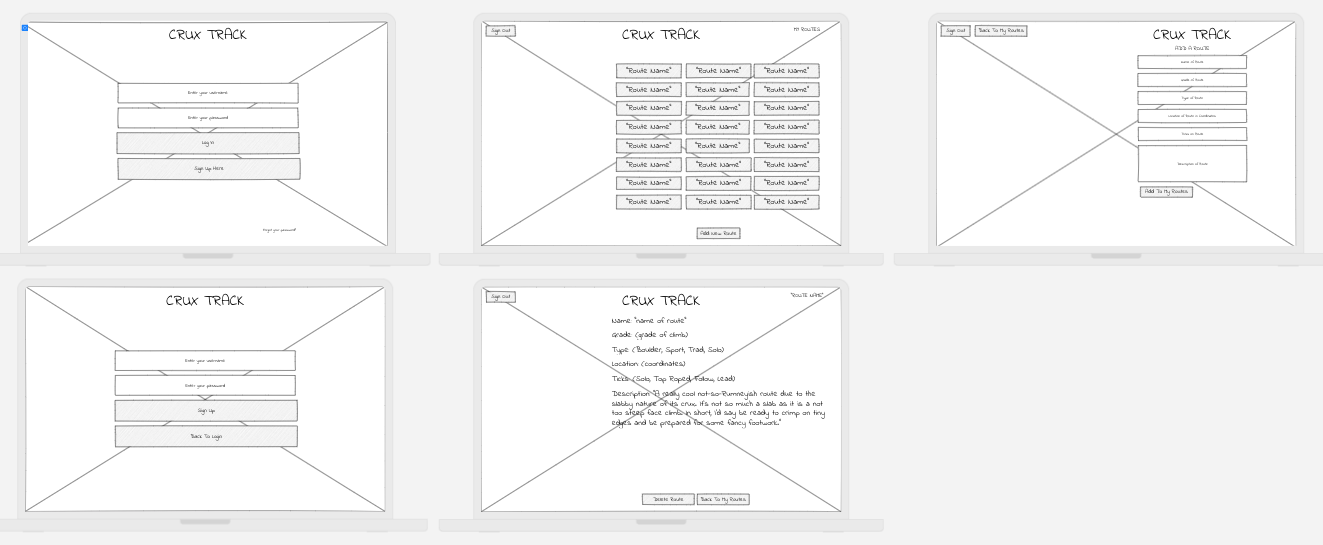 CRUX TRACK
Enter your username
Enter your password
Log In
Sign Up Here
Forgot your password?
Sign Out
CRUX TRACK
MY ROUTES
"Route Name" "Route Name" "Route Name"
"Route Name" "Route Name" "Route Name"
"Route Name" "Route Name" "Route Name"
"Route Name" "Route Name" "Route Name"
"Route Name" "Route Name" "Route Name"
"Route Name" "Route Name" "Route Name"
"Route Name" "Route Name" "Route Name"
"Route Name" "Route Name" "Route Name"
Add New Route
Sign Out
Back To My Routes
CRUX TRACK
ADD A ROUTE
Name of Route
Grade of Route
Type of Route
Location of Route in Coordinates
Ticks on Route
Description of Route
Add To My Routes
CRUX TRACK
Enter your username
Enter your password
Sign Up
Back To Login
Sign Out
CRUX TRACK
"ROUTE NAME"
Name "name of route"
Grade (grade of climb)
Type (Boulder, Sport, Trad, Solo)
Location (coordinates)
Ticks (Solo, Top Roped, Follow, Lead)
Description "A really cool not-so-Rumneyish route due to the
slabby nature of its crux. It's not so much a slab as it is a not
too steep face climb. In short, I'd say be ready to crimp on tiny
edges and be prepared for some fancy footwork."
Delete Route
Back To My Routes